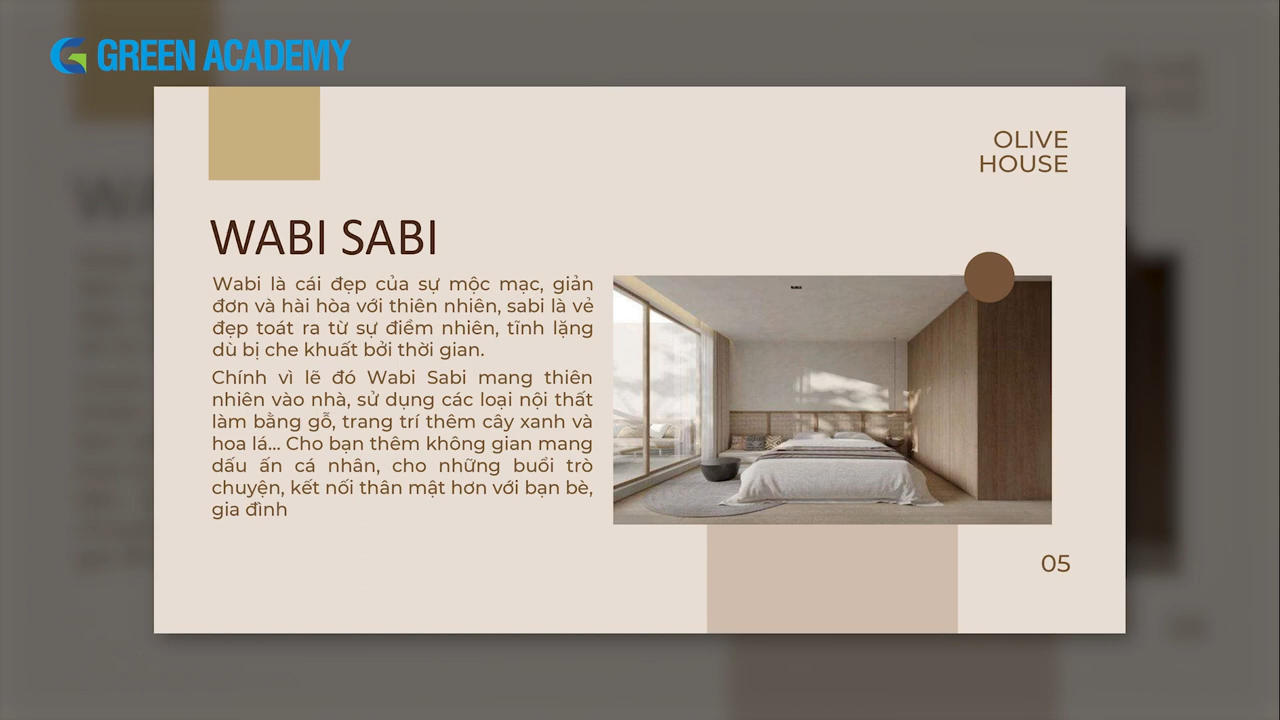 GREEN ACADEMY
OLIVE
HOUSE
WABI SABI
Wabi là cái đẹp của sự mộc mạc, giản
đơn và hài hòa với thiên nhiên, sabi là vẻ
đẹp toát ra từ sự điềm nhiên, tĩnh lặng
dù bị che khuất bởi thời gian.
Chính vì lẽ đó Wabi Sabi mang thiên
nhiên vào nhà, sử dụng các loại nội thất
làm bằng gỗ, trang trí thêm cây xanh và
hoa lá... Cho bạn thêm không gian mang
dấu ấn cá nhân, cho những buổi trò
chuyện, kết nối thân mật hơn với bạn bè,
gia đình
05